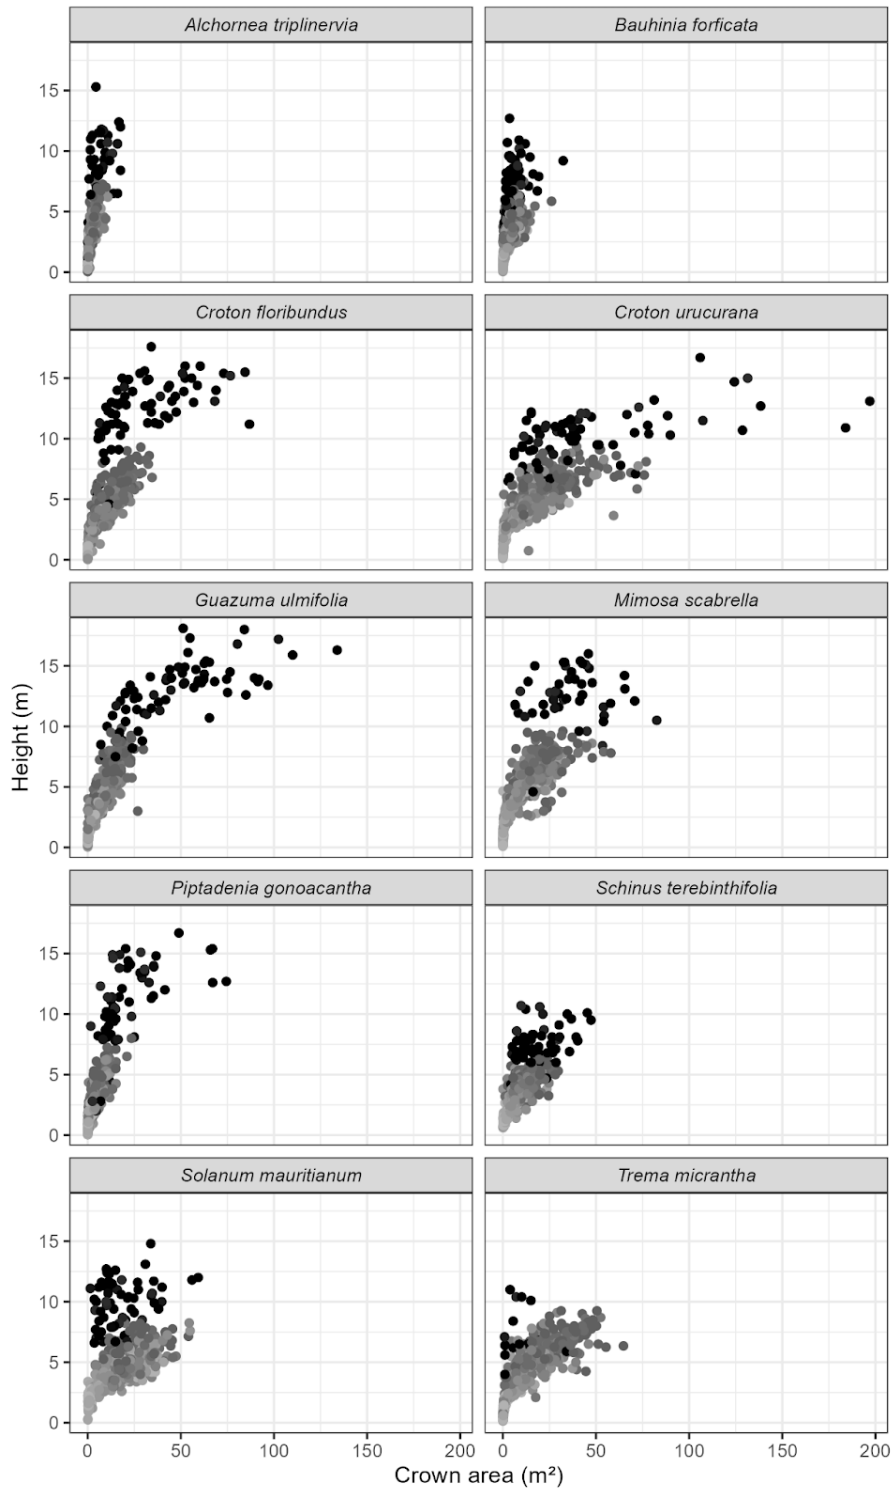 Alchornea triplinervia
Bauhinia forficata
15
10
5
0
Croton floribundus
Croton urucurana
15
10
5
0
Guazuma ulmifolia
Mimosa scabrella
15
10
5
0
Height (m)
Piptadenia gonoacantha
Schinus terebinthifolia
15
10
5
0
Solanum mauritianum
Trema micrantha
15
10
5
0
0 50 100 150 200 0 50 100 150 200
Crown area (m²)